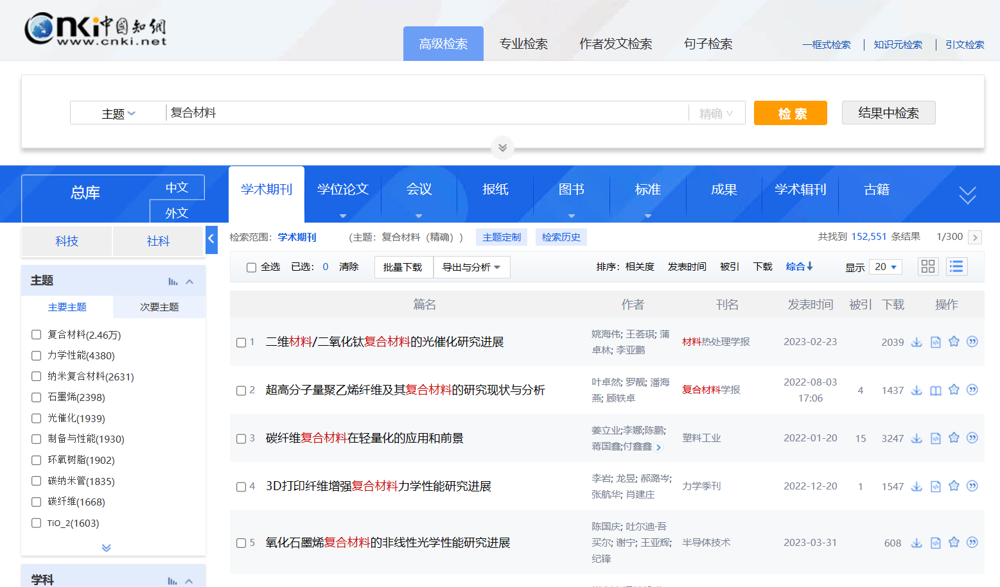 cnki中国知網
www.cnki.net
高级检索 专业检索 作者发文检索 句子检索
一框式检索 | 知识元检索 | 引文检索
主题 复合材料 精确 检 索 结果中检索
总库 中文 外文
学术期刊 学位论文 会议 报纸 图书 标准 成果 学术辑刊 古籍
科技 社科
检索范围：学术期刊 （主题：复合材料（精确）） 主题定制 检索历史 共找到 152,551 条结果 1/300
全选 已选：0 清除 批量下载 导出与分析 排序：相关度 发表时间 被引 下载 综合 显示 20
主题
主要主题 次要主题
复合材料(2.46万)
力学性能(4380)
纳米复合材料(2631)
石墨烯(2398)
光催化(1939)
制备与性能(1930)
环氧树脂(1902)
碳纳米管(1835)
碳纤维(1668)
TiO_2(1603)
学科
篇名 作者 刊名 发表时间 被引 下载 操作
1 二维材料/二氧化钛复合材料的光催化研究进展 姚海伟; 王荟琪; 蒲
卓林; 李亚鹏 材料热处理学报 2023-02-23 2039
2 超高分子量聚乙烯纤维及其复合材料的研究现状与分析 叶卓然; 罗靓; 潘海
燕; 顾轶卓 复合材料学报 2022-08-03
17:06 4 1437
3 碳纤维复合材料在轻量化的应用和前景 姜立业;李娜;陈鹏;
蒋国鑫;付鑫鑫 塑料工业 2022-01-20 15 3247
4 3D打印纤维增强复合材料力学性能研究进展 李岩; 龙昱; 郝潞岑;
张航华; 肖建庄 力学季刊 2022-12-20 1 1547
5 氧化石墨烯复合材料的非线性光学性能研究进展 陈国庆; 吐尔迪·吾
买尔; 谢宁; 王亚辉;
纪锋 半导体技术 2023-03-31 608